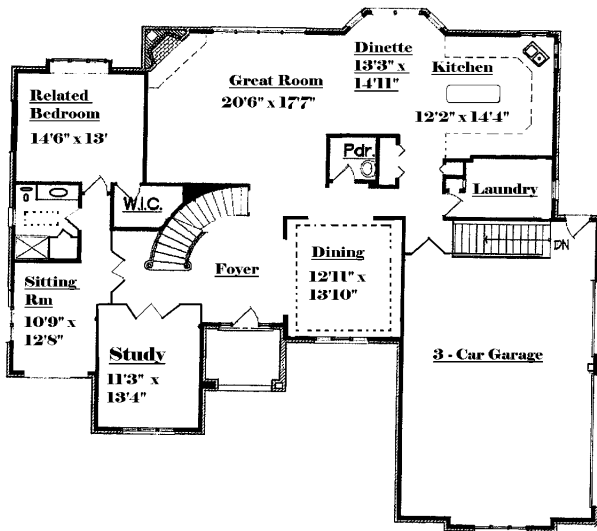 Dinette
13'3" x
14'11"
Kitchen
12'2" x 14'4"
Great Room
20'6" x 17'7"
Related
Bedroom
14'6" x 13'
Pdr.
Laundry
W.I.C.
DN
Foyer
Dining
12'11" x
13'10"
Sitting
Rm
10'9" x
12'8"
Study
11'3" x
13'4"
3 - Car Garage